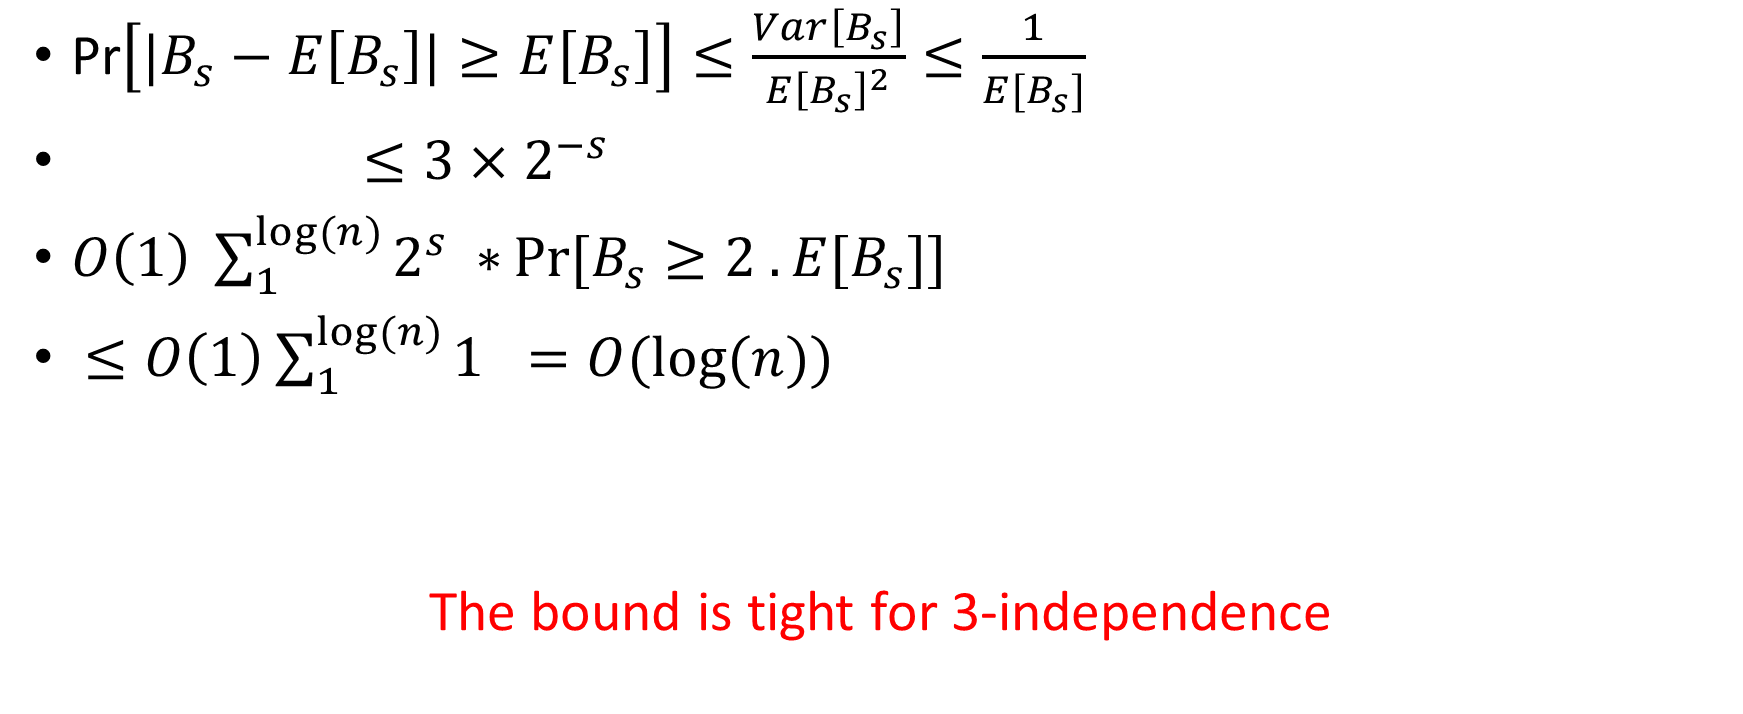 • Pr[|B_s − E[B_s]| ≥ E[B_s]] ≤ Var[B_s]/E[B_s]² ≤ 1/E[B_s]
• ≤ 3 × 2^{−s}
• O(1) ∑_1^{log(n)} 2^s * Pr[B_s ≥ 2 . E[B_s]]
• ≤ O(1) ∑_1^{log(n)} 1 = O(log(n))
The bound is tight for 3-independence